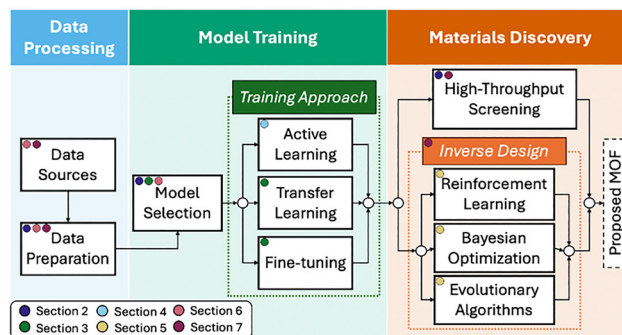 Data
Processing
Model Training
Materials Discovery
Data
Sources
Data
Preparation
Model
Selection
Training Approach
Active
Learning
Transfer
Learning
Fine-tuning
High-Throughput
Screening
Inverse Design
Reinforcement
Learning
Bayesian
Optimization
Evolutionary
Algorithms
Proposed MOF
Section 2
Section 4
Section 6
Section 3
Section 5
Section 7